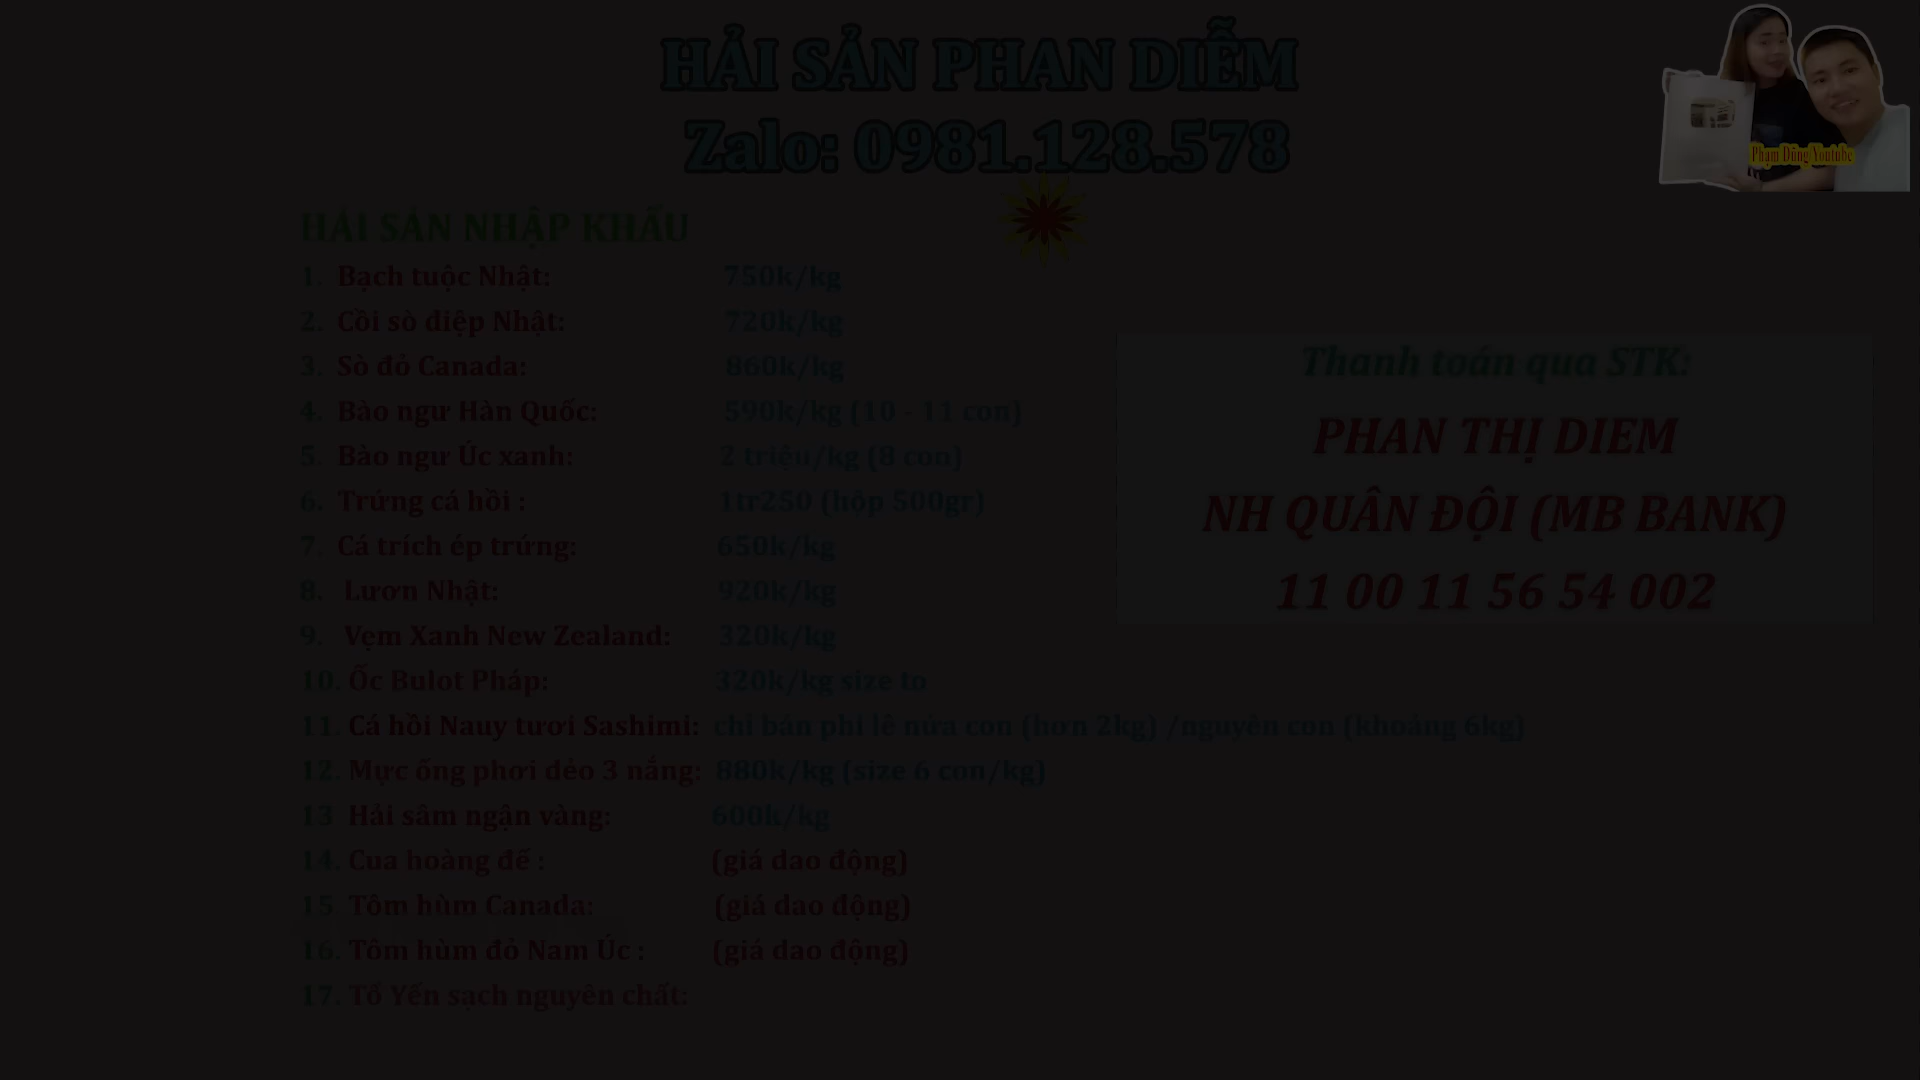 HẢI SẢN PHAN DIỄM
Zalo: 0981.128.578
Phạm Dũng Youtube
HẢI SẢN NHẬP KHẨU
1. Bạch tuộc Nhật: 750k/kg
2. Cồi sò điệp Nhật: 720k/kg
3. Sò đỏ Canada: 860k/kg
4. Bào ngư Hàn Quốc: 590k/kg (10 - 11 con)
5. Bào ngư Úc xanh: 2 triệu/kg (8 con)
6. Trứng cá hồi : 1tr250 (hộp 500gr)
7. Cá trích ép trứng: 650k/kg
8. Lươn Nhật: 920k/kg
9. Vẹm Xanh New Zealand: 320k/kg
10. Ốc Bulot Pháp: 320k/kg size to
11. Cá hồi Nauy tươi Sashimi: chỉ bán phi lê nửa con (hơn 2kg) /nguyên con (khoảng 6kg)
12. Mực ống phơi dẻo 3 nắng: 880k/kg (size 6 con/kg)
13 Hải sâm ngận vàng: 600k/kg
14. Cua hoàng đế : (giá dao động)
15. Tôm hùm Canada: (giá dao động)
16. Tôm hùm đỏ Nam Úc : (giá dao động)
17. Tổ Yến sạch nguyên chất:
Thanh toán qua STK:
PHAN THỊ DIEM
NH QUÂN ĐỘI (MB BANK)
11 00 11 56 54 002